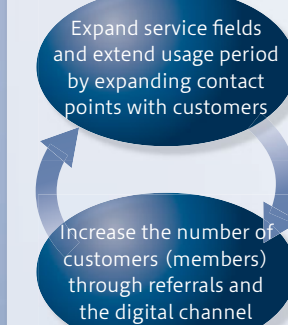 Expand service fields
and extend usage period
by expanding contact
points with customers
Increase the number of
customers (members)
through referrals and
the digital channel